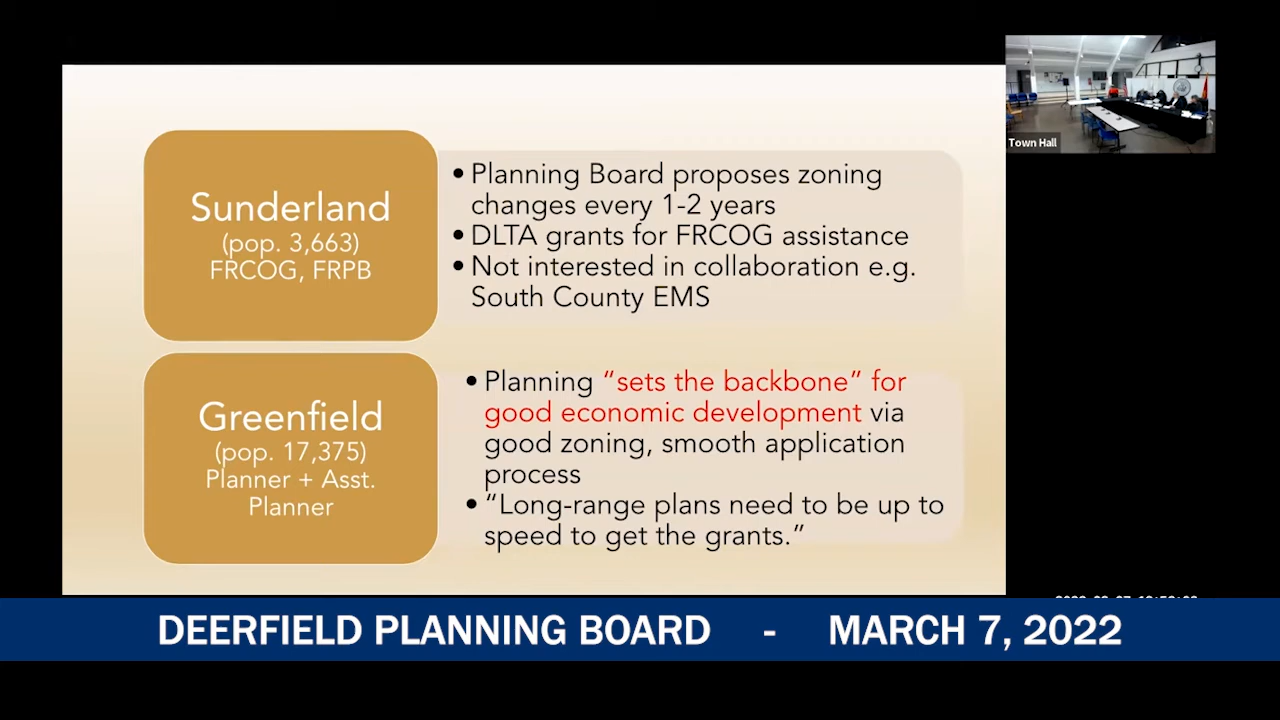 Town Hall
Sunderland
(pop. 3,663)
FRCOG, FRPB
• Planning Board proposes zoning
changes every 1-2 years
• DLTA grants for FRCOG assistance
• Not interested in collaboration e.g.
South County EMS
Greenfield
(pop. 17,375)
Planner + Asst.
Planner
• Planning “sets the backbone” for
good economic development via
good zoning, smooth application
process
• “Long-range plans need to be up to
speed to get the grants.”
DEERFIELD PLANNING BOARD - MARCH 7, 2022